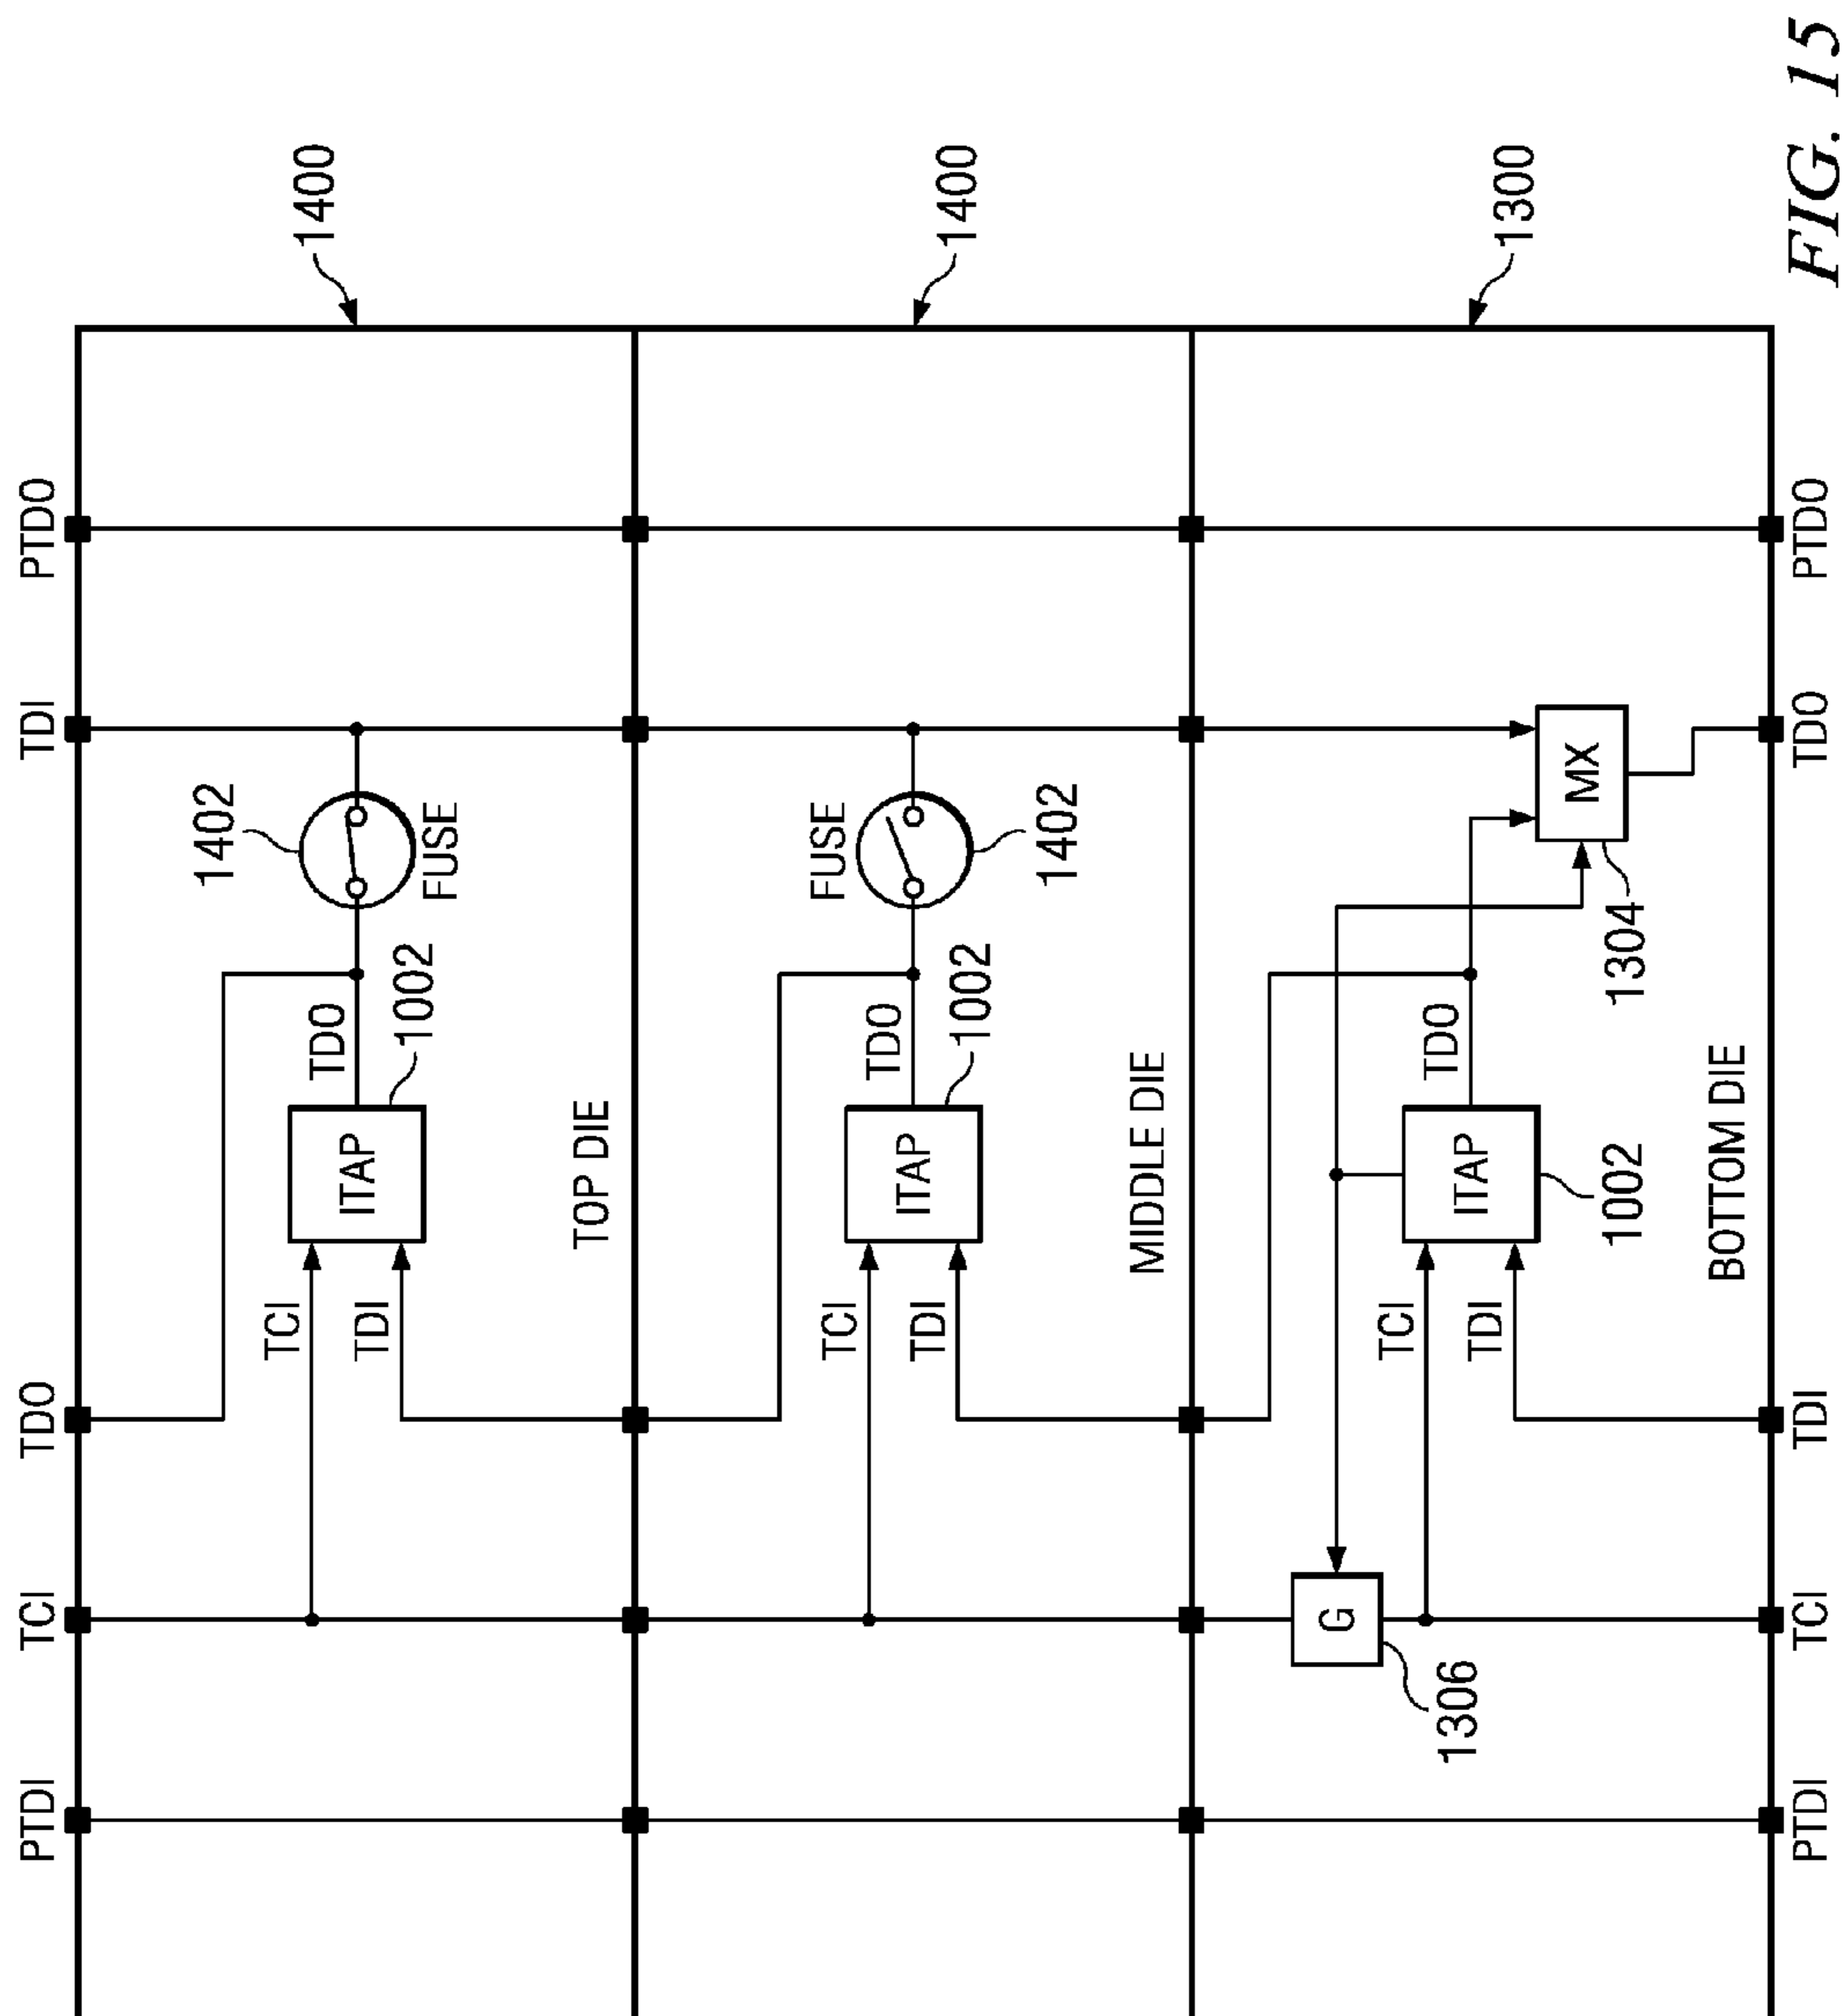 PTDI
TCI
TDO
TDI
PTDO
1402
1400
TCI
TDO
TDI
ITAP
1002
FUSE
TOP DIE
FUSE
1400
TCI
TDO
TDI
ITAP
1002
1402
MIDDLE DIE
G
1306
TCI
TDO
TDI
ITAP
1002
MX
1304
1300
BOTTOM DIE
PTDI
TCI
TDI
TDO
PTDO
FIG. 15